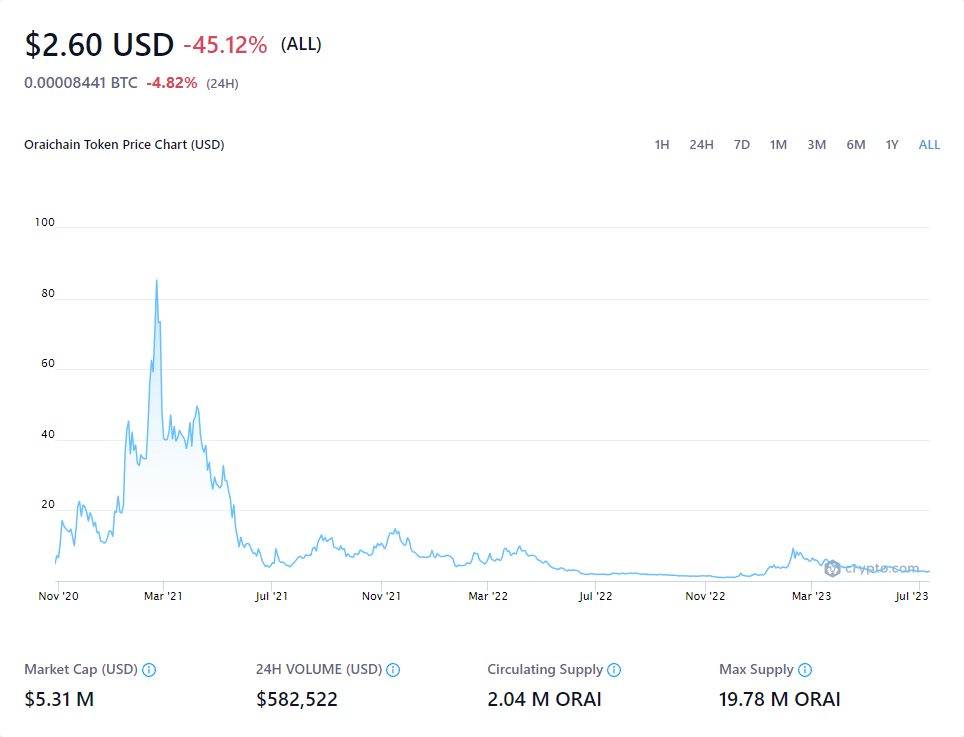 $2.60 USD -45.12% (ALL)
0.00008441 BTC -4.82% (24H)
Oraichain Token Price Chart (USD) 1H 24H 7D 1M 3M 6M 1Y ALL
100
80
60
40
20
crypto.com
Nov '20 Mar '21 Jul '21 Nov '21 Mar '22 Jul '22 Nov '22 Mar '23 Jul '23
Market Cap (USD) 24H VOLUME (USD) Circulating Supply Max Supply
$5.31 M $582,522 2.04 M ORAI 19.78 M ORAI